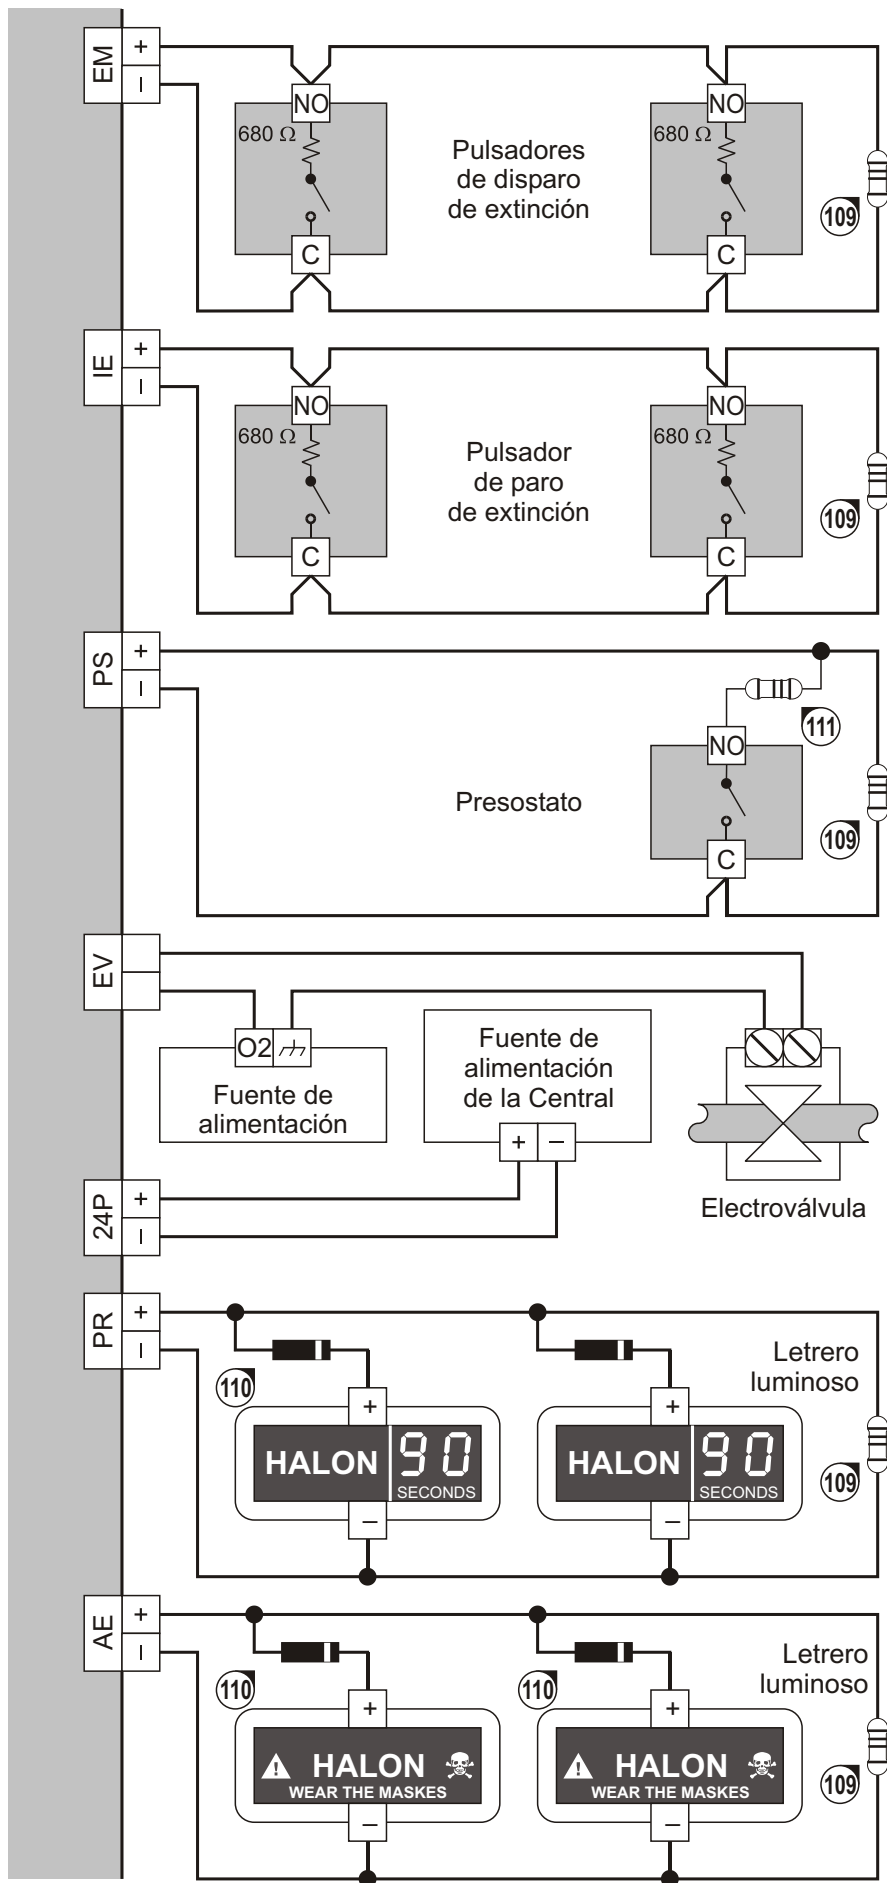 EM
+
–
NO
NO
680 Ω
680 Ω
Pulsadores
de disparo
de extinción
109
C
C
IE
+
–
NO
NO
680 Ω
680 Ω
Pulsador
de paro
de extinción
109
C
C
PS
+
–
111
NO
Presostato
109
C
EV
O2
Fuente de
alimentación
Fuente de
alimentación
de la Central
+ –
Electroválvula
24P
+
–
PR
+
–
Letrero
luminoso
110
+
+
HALON 90
SECONDS
HALON 90
SECONDS
109
–
–
AE
+
–
Letrero
luminoso
110
110
+
+
! HALON
WEAR THE MASKES
! HALON
WEAR THE MASKES
109
–
–